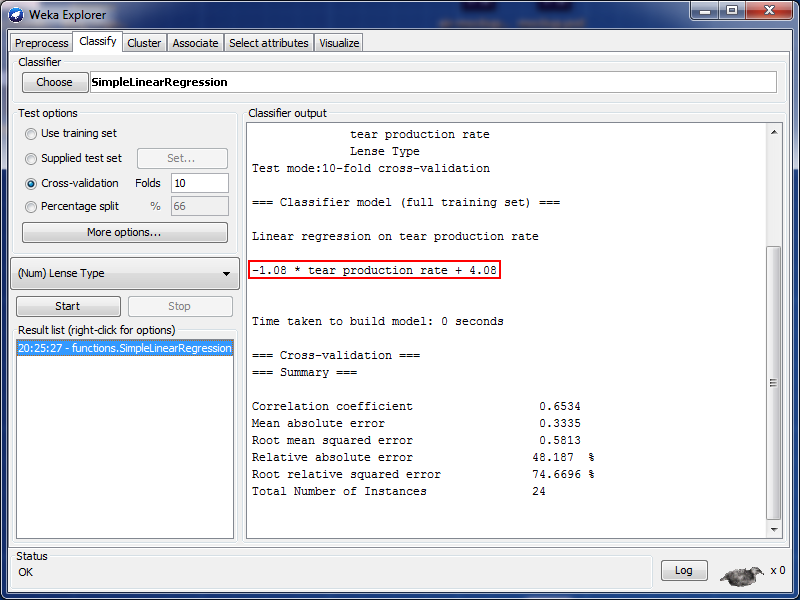 Weka Explorer
Preprocess Classify Cluster Associate Select attributes Visualize
Classifier
Choose SimpleLinearRegression
Test options
Use training set
Supplied test set Set...
Cross-validation Folds 10
Percentage split % 66
More options...
(Num) Lense Type
Start Stop
Result list (right-click for options)
20:25:27 - functions.SimpleLinearRegression
Classifier output
tear production rate
Lense Type
Test mode:10-fold cross-validation
=== Classifier model (full training set) ===
Linear regression on tear production rate
-1.08 * tear production rate + 4.08
Time taken to build model: 0 seconds
=== Cross-validation ===
=== Summary ===
Correlation coefficient 0.6534
Mean absolute error 0.3335
Root mean squared error 0.5813
Relative absolute error 48.187 %
Root relative squared error 74.6696 %
Total Number of Instances 24
Status
OK
Log x 0